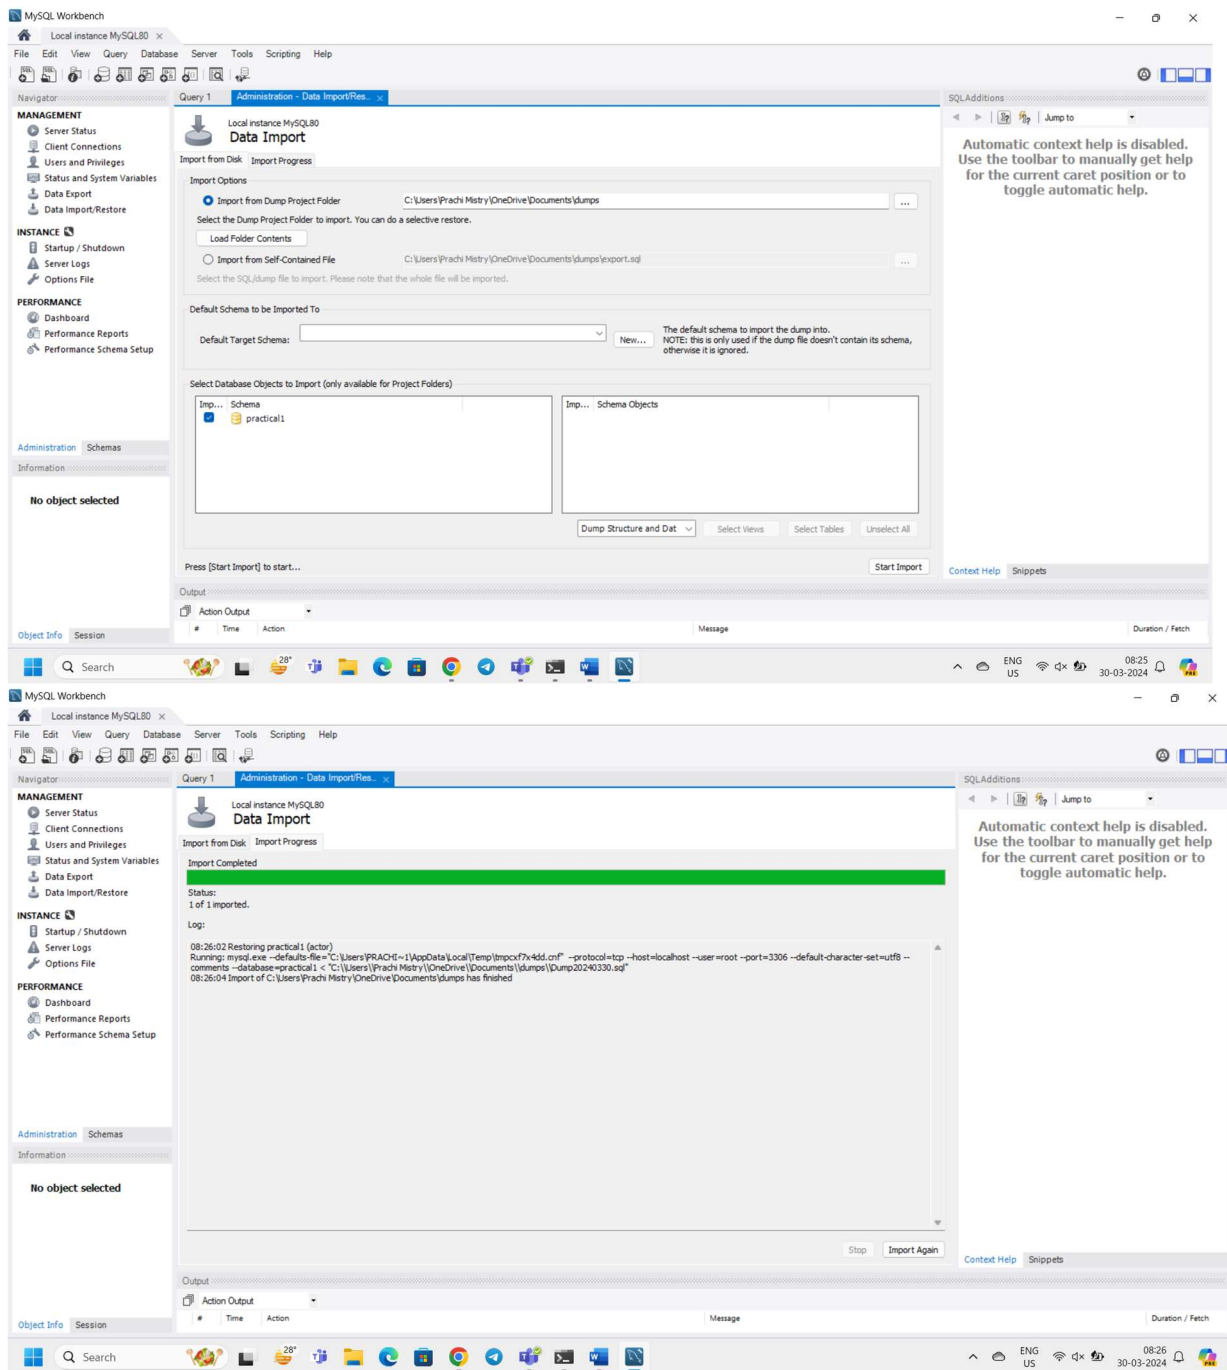 MySQL Workbench
Local instance MySQL80
File Edit View Query Database Server Tools Scripting Help
Navigator
MANAGEMENT
Server Status
Client Connections
Users and Privileges
Status and System Variables
Data Export
Data Import/Restore
INSTANCE
Startup / Shutdown
Server Logs
Options File
PERFORMANCE
Dashboard
Performance Reports
Performance Schema Setup
Administration Schemas
Information
No object selected
Object Info Session
Query 1 Administration - Data Import/Res...
Local instance MySQL80
Data Import
Import from Disk Import Progress
Import Options
Import from Dump Project Folder C:\Users\Prachi Mistry\OneDrive\Documents\dumps ...
Select the Dump Project Folder to import. You can do a selective restore.
Load Folder Contents
Import from Self-Contained File C:\Users\Prachi Mistry\OneDrive\Documents\dumps\export.sql ...
Select the SQL/dump file to import. Please note that the whole file will be imported.
Default Schema to be Imported To
Default Target Schema: New...
The default schema to import the dump into.
NOTE: this is only used if the dump file doesn't contain its schema,
otherwise it is ignored.
Select Database Objects to Import (only available for Project Folders)
Imp... Schema
practical1
Imp... Schema Objects
Dump Structure and Dat Select Views Select Tables Unselect All
Press [Start Import] to start... Start Import
Output
Action Output
# Time Action Message Duration / Fetch
SQLAdditions
Jump to
Automatic context help is disabled.
Use the toolbar to manually get help
for the current caret position or to
toggle automatic help.
Context Help Snippets
Search
28°
ENG
US
08:25
30-03-2024
PRE
MySQL Workbench
Local instance MySQL80
File Edit View Query Database Server Tools Scripting Help
Navigator
MANAGEMENT
Server Status
Client Connections
Users and Privileges
Status and System Variables
Data Export
Data Import/Restore
INSTANCE
Startup / Shutdown
Server Logs
Options File
PERFORMANCE
Dashboard
Performance Reports
Performance Schema Setup
Administration Schemas
Information
No object selected
Object Info Session
Query 1 Administration - Data Import/Res...
Local instance MySQL80
Data Import
Import from Disk Import Progress
Import Completed
Status:
1 of 1 imported.
Log:
08:26:02 Restoring practical1 (actor)
Running: mysql.exe --defaults-file="C:\Users\PRACHI~1\AppData\Local\Temp\tmpcxf7x4dd.cnf" --protocol=tcp --host=localhost --user=root --port=3306 --default-character-set=utf8 --
comments --database=practical1 < "C:\\Users\\Prachi Mistry\\OneDrive\\Documents\\dumps\\Dump20240330.sql"
08:26:04 Import of C:\Users\Prachi Mistry\OneDrive\Documents\dumps has finished
Stop Import Again
Output
Action Output
# Time Action Message Duration / Fetch
SQLAdditions
Jump to
Automatic context help is disabled.
Use the toolbar to manually get help
for the current caret position or to
toggle automatic help.
Context Help Snippets
Search
28°
ENG
US
08:26
30-03-2024
PRE